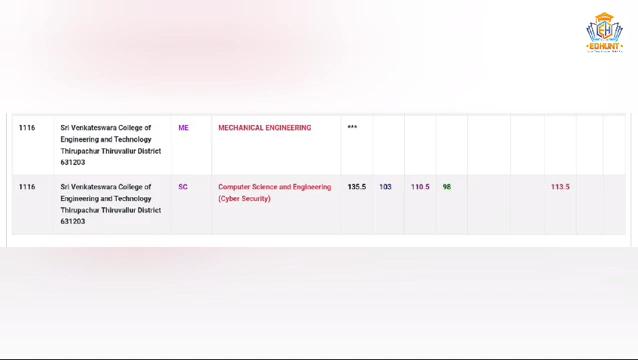 EDHUNT
1116 Sri Venkateswara College of ME MECHANICAL ENGINEERING ***
Engineering and Technology
Thirupachur Thiruvallur District
631203
1116 Sri Venkateswara College of SC Computer Science and Engineering 135.5 103 110.5 98 113.5
Engineering and Technology (Cyber Security)
Thirupachur Thiruvallur District
631203